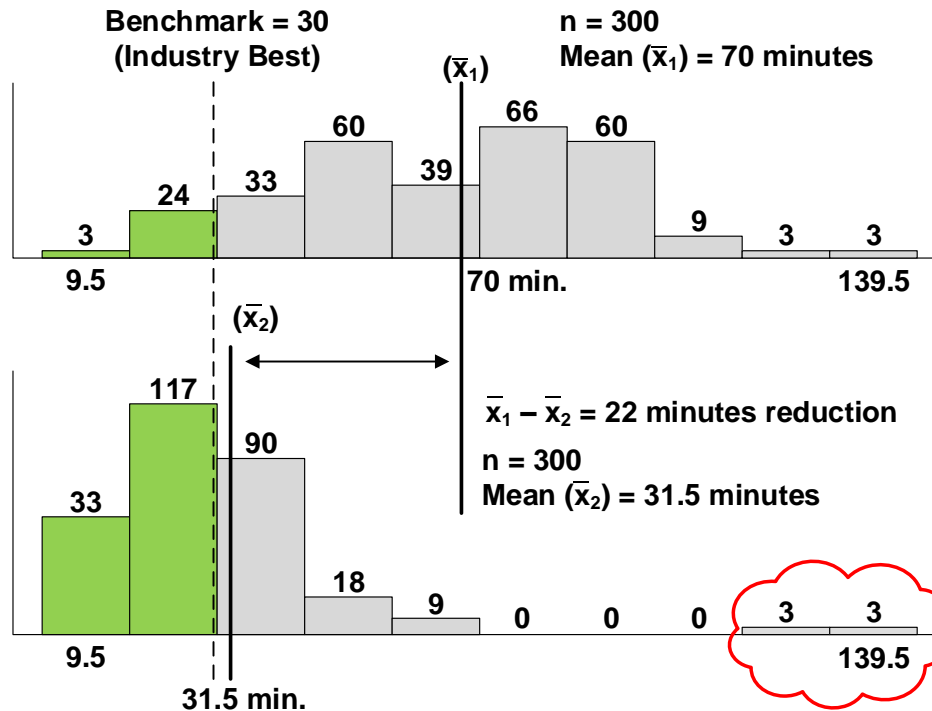 Benchmark = 30
(Industry Best)
n = 300
Mean (x̅₁) = 70 minutes
(x̅₁)
3
24
33
60
39
66
60
9
3
3
9.5
70 min.
139.5
(x̅₂)
x̅₁ – x̅₂ = 22 minutes reduction
n = 300
Mean (x̅₂) = 31.5 minutes
33
117
90
18
9
0
0
0
3
3
9.5
139.5
31.5 min.